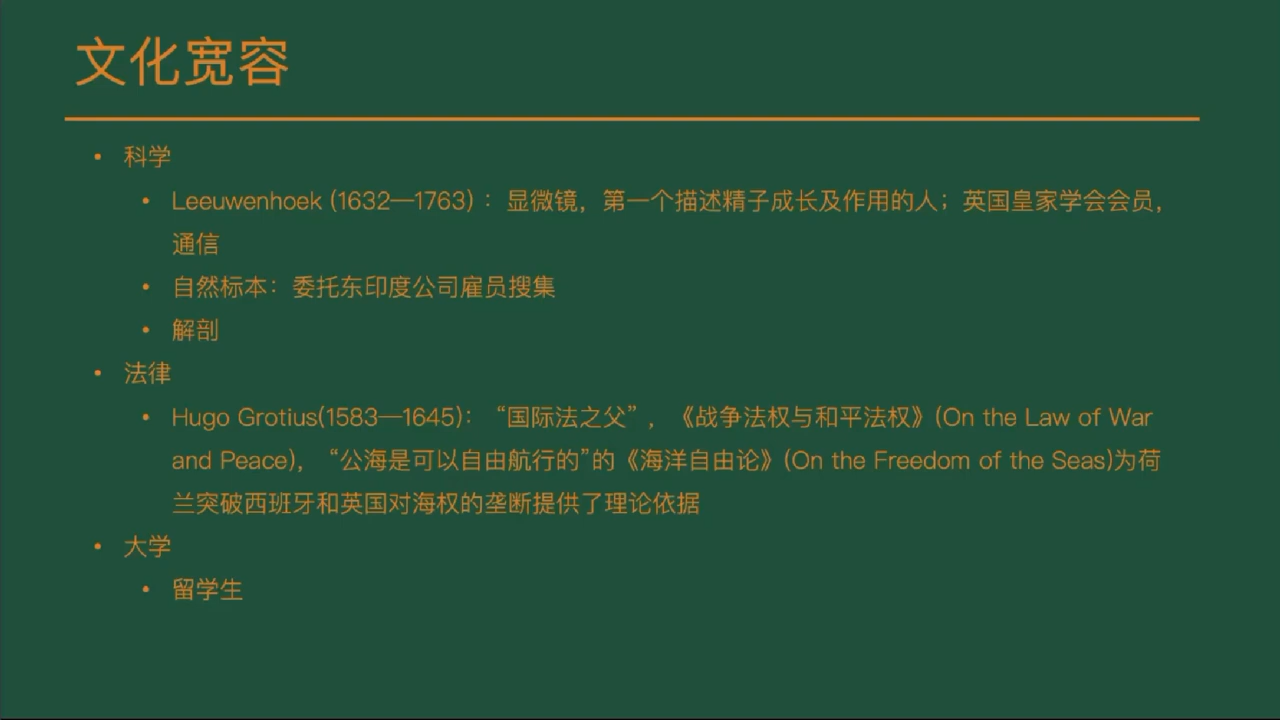 文化宽容
• 科学
• Leeuwenhoek (1632—1763) ：显微镜，第一个描述精子成长及作用的人；英国皇家学会会员，
通信
• 自然标本：委托东印度公司雇员搜集
• 解剖
• 法律
• Hugo Grotius(1583—1645)：“国际法之父”，《战争法权与和平法权》(On the Law of War
and Peace)，“公海是可以自由航行的”的《海洋自由论》(On the Freedom of the Seas)为荷
兰突破西班牙和英国对海权的垄断提供了理论依据
• 大学
• 留学生